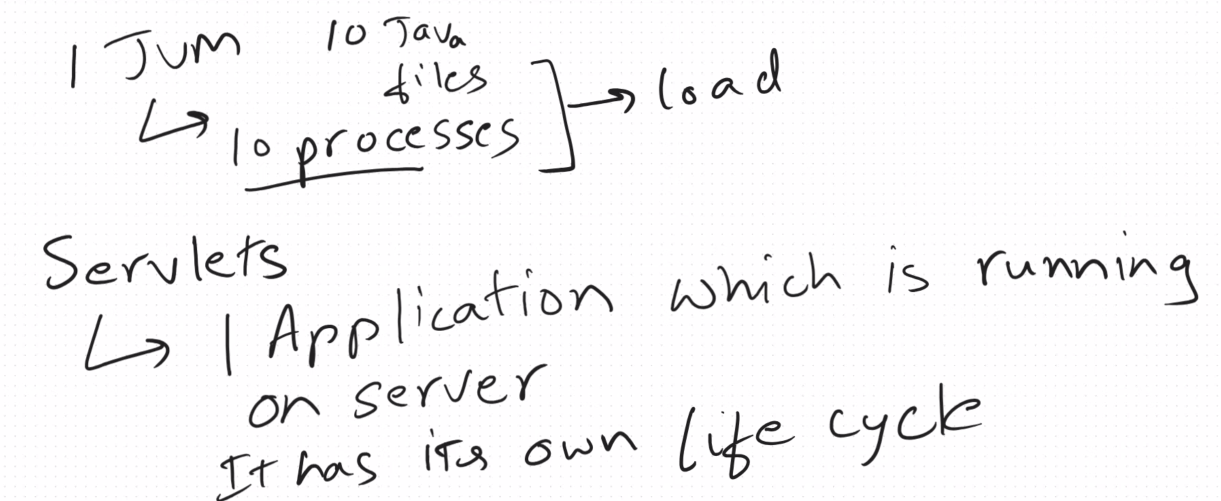 1 JVM 10 Java
files
↳ 10 processes ] → load
Servlets
↳ 1 Application which is running
on server
It has its own life cycle